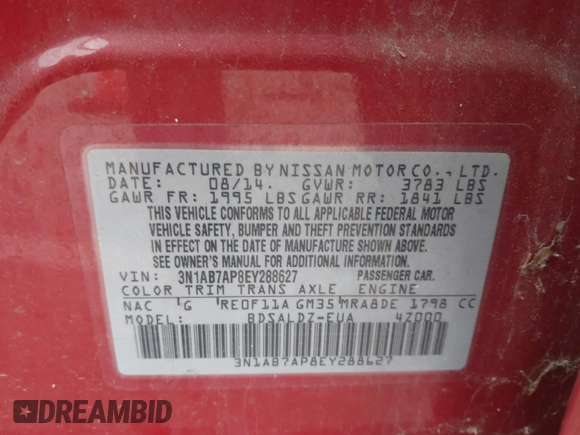 MANUFACTURED BY NISSAN MOTOR CO., LTD.
DATE: 08/14. GVWR: 3783 LBS
GAWR FR: 1995 LBS GAWR RR: 1841 LBS
THIS VEHICLE CONFORMS TO ALL APPLICABLE FEDERAL MOTOR
VEHICLE SAFETY, BUMPER AND THEFT PREVENTION STANDARDS
IN EFFECT ON THE DATE OF MANUFACTURE SHOWN ABOVE.
SEE OWNER'S MANUAL FOR ADDITIONAL INFORMATION.
VIN: 3N1AB7AP8EY288627 PASSENGER CAR.
COLOR TRIM TRANS AXLE ENGINE
NAC G RE0F11A GM35 MRA8DE 1798 CC
MODEL: BDSALDZ-EUA 4Z000
3N1AB7AP8EY288627
DREAMBID